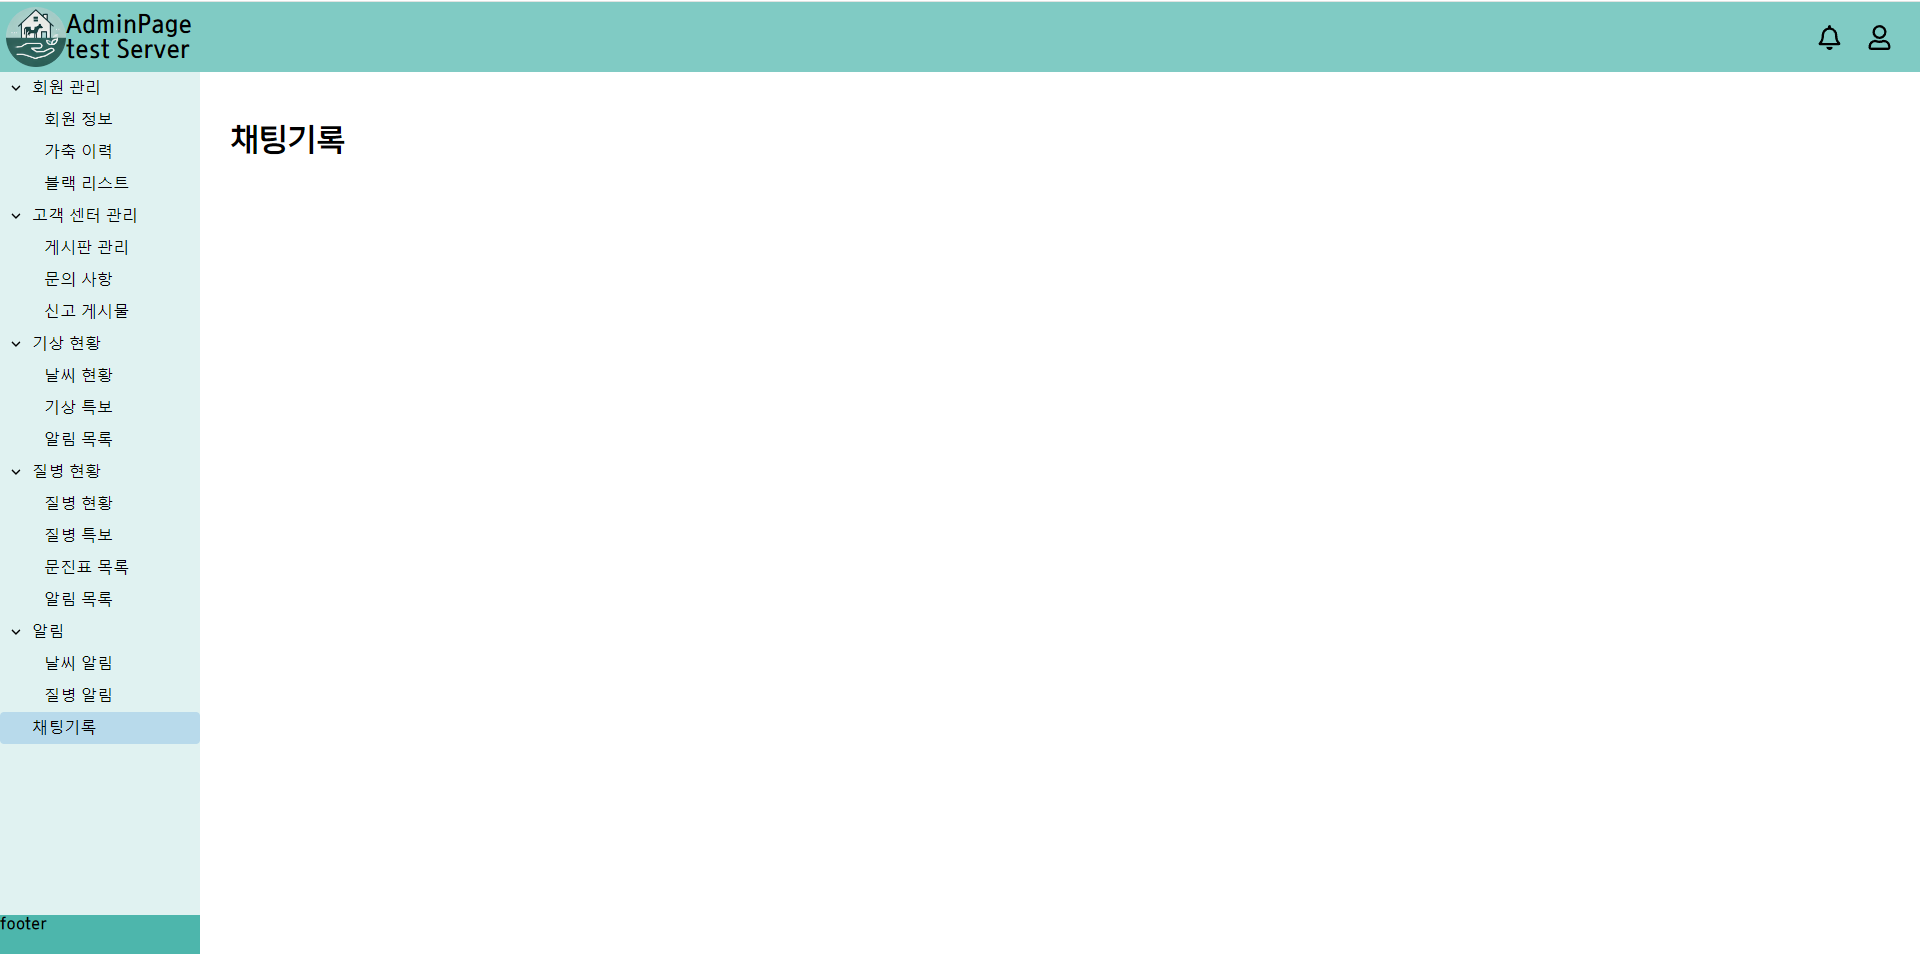 AdminPage
test Server
회원 관리
회원 정보
가축 이력
블랙 리스트
고객 센터 관리
게시판 관리
문의 사항
신고 게시물
기상 현황
날씨 현황
기상 특보
알림 목록
질병 현황
질병 현황
질병 특보
문진표 목록
알림 목록
알림
날씨 알림
질병 알림
채팅기록
footer
채팅기록